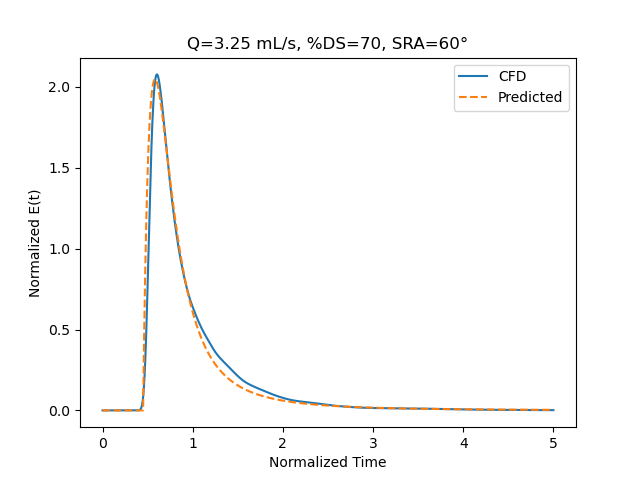 Q=3.25 mL/s, %DS=70, SRA=60°
CFD
Predicted
2.0
1.5
1.0
0.5
0.0
Normalized E(t)
0 1 2 3 4 5
Normalized Time